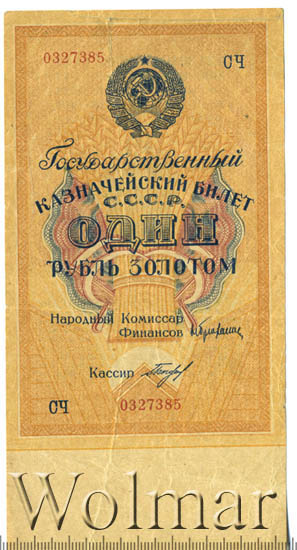 0327385
СЧ
Государственный
КАЗНАЧЕЙСКИЙ БИЛЕТ
С.С.С.Р.
ОДИН
РУБЛЬ ЗОЛОТОМ
Народный Комиссар
Финансов
Кассир
СЧ 0327385
Wolmar